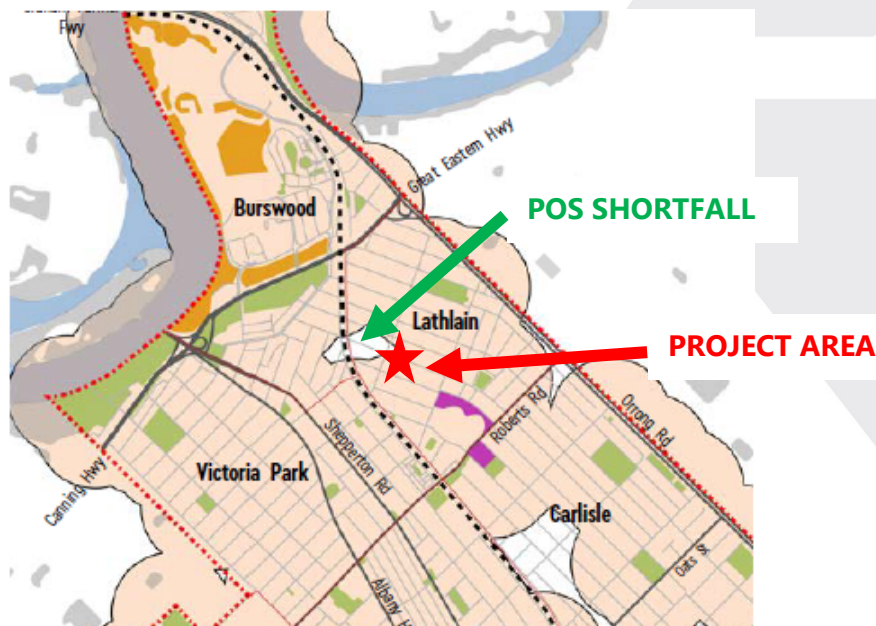 Fwy
Great Eastern Hwy
Burswood
POS SHORTFALL
Lathlain
PROJECT AREA
Roberts Rd
Orrong Rd
Shepperton Rd
Victoria Park
Canning Hwy
Carlisle
Oats St
Albany H